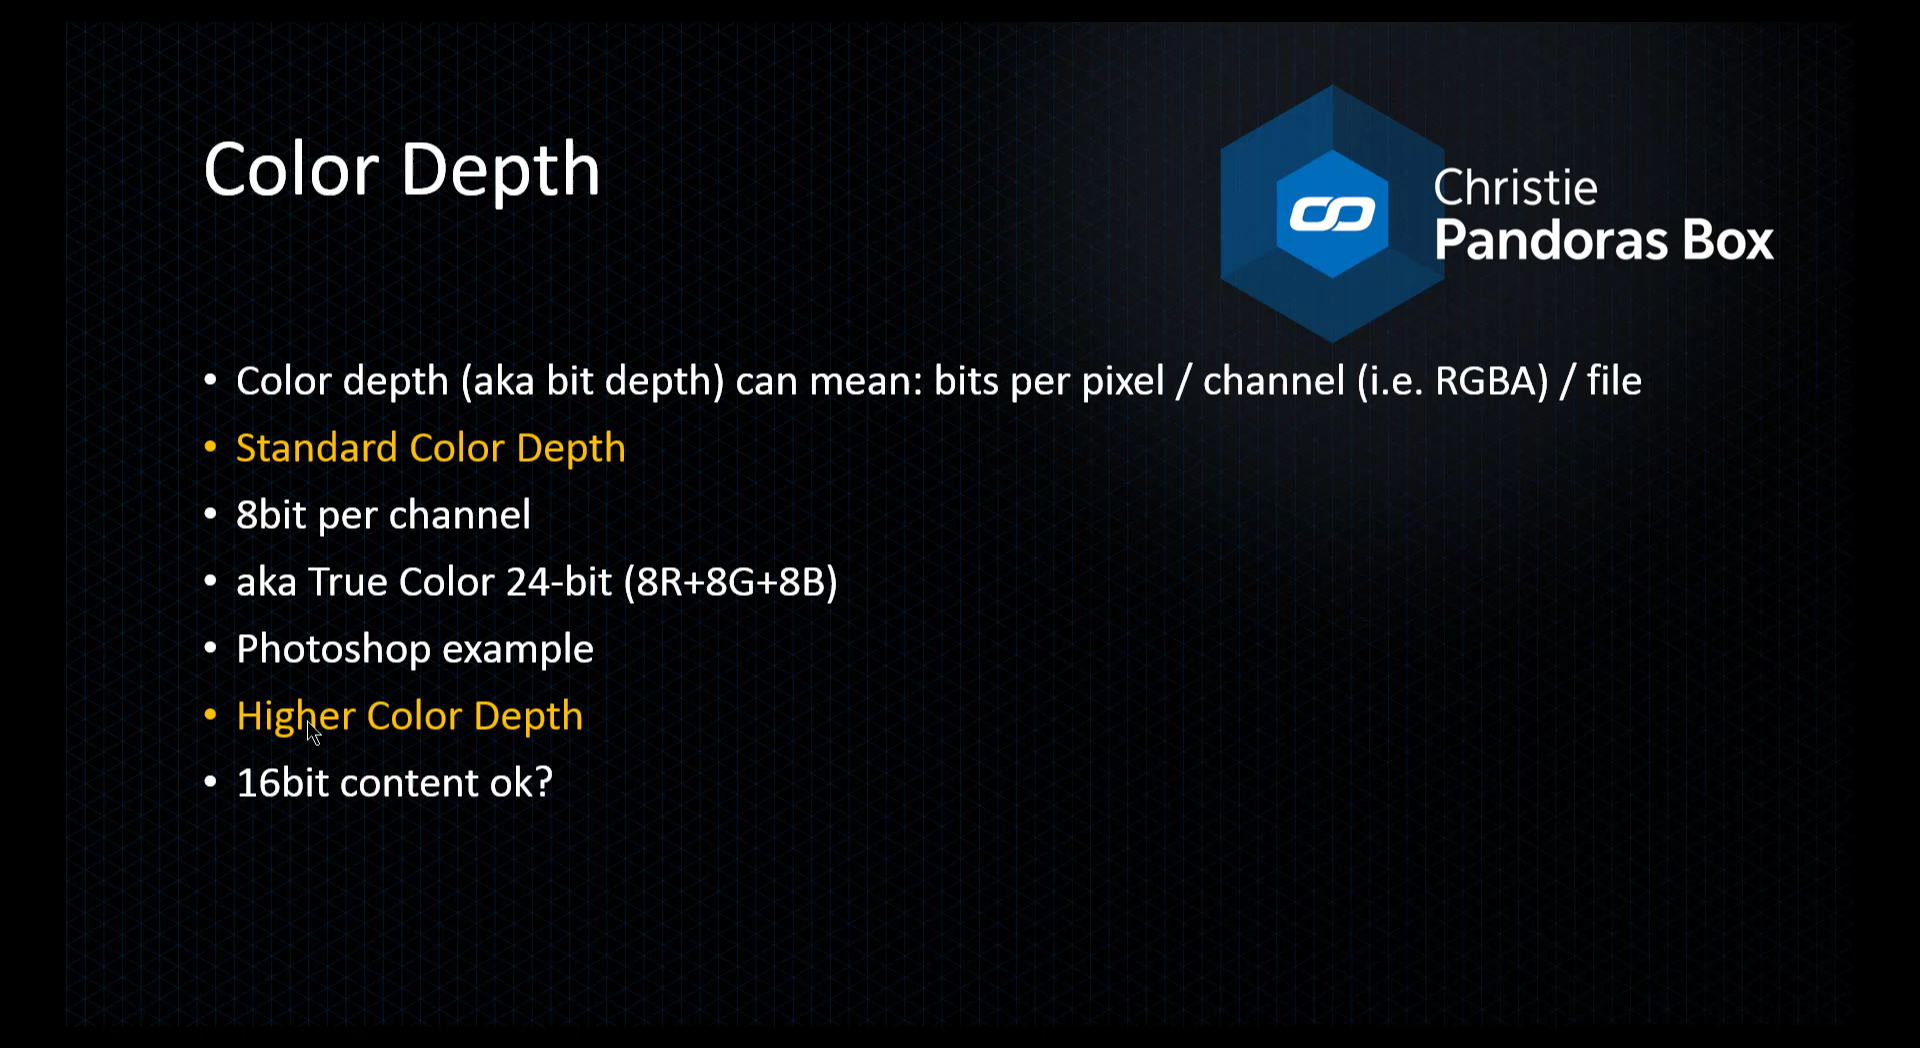 Color Depth
Christie
Pandoras Box
• Color depth (aka bit depth) can mean: bits per pixel / channel (i.e. RGBA) / file
• Standard Color Depth
• 8bit per channel
• aka True Color 24-bit (8R+8G+8B)
• Photoshop example
• Higher Color Depth
• 16bit content ok?